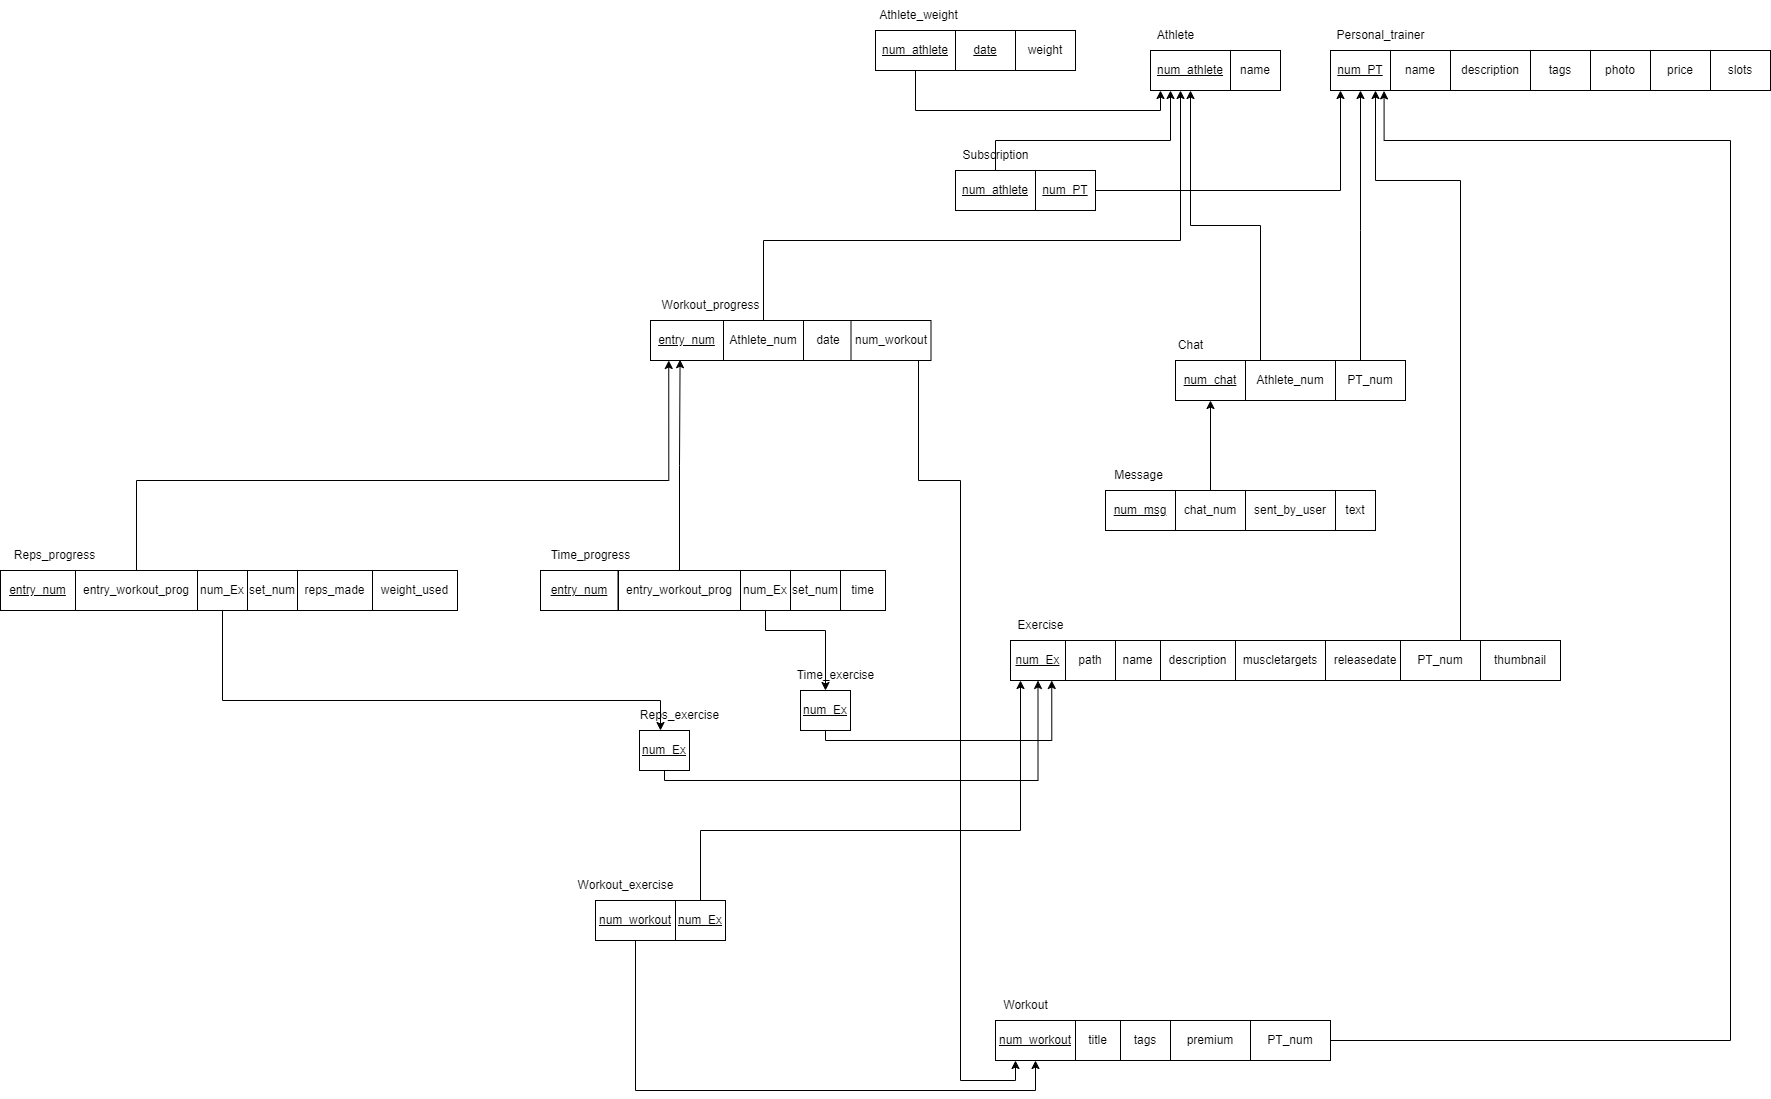 Athlete_weight
num_athlete date weight
Athlete
num_athlete name
Personal_trainer
num_PT name description tags photo price slots
Subscription
num_athlete num_PT
Workout_progress
entry_num Athlete_num date num_workout
Chat
num_chat Athlete_num PT_num
Message
num_msg chat_num sent_by_user text
Reps_progress
entry_num entry_workout_prog num_Ex set_num reps_made weight_used
Time_progress
entry_num entry_workout_prog num_Ex set_num time
Exercise
num_Ex path name description muscletargets releasedate PT_num thumbnail
Time_exercise
num_Ex
Reps_exercise
num_Ex
Workout_exercise
num_workout num_Ex
Workout
num_workout title tags premium PT_num